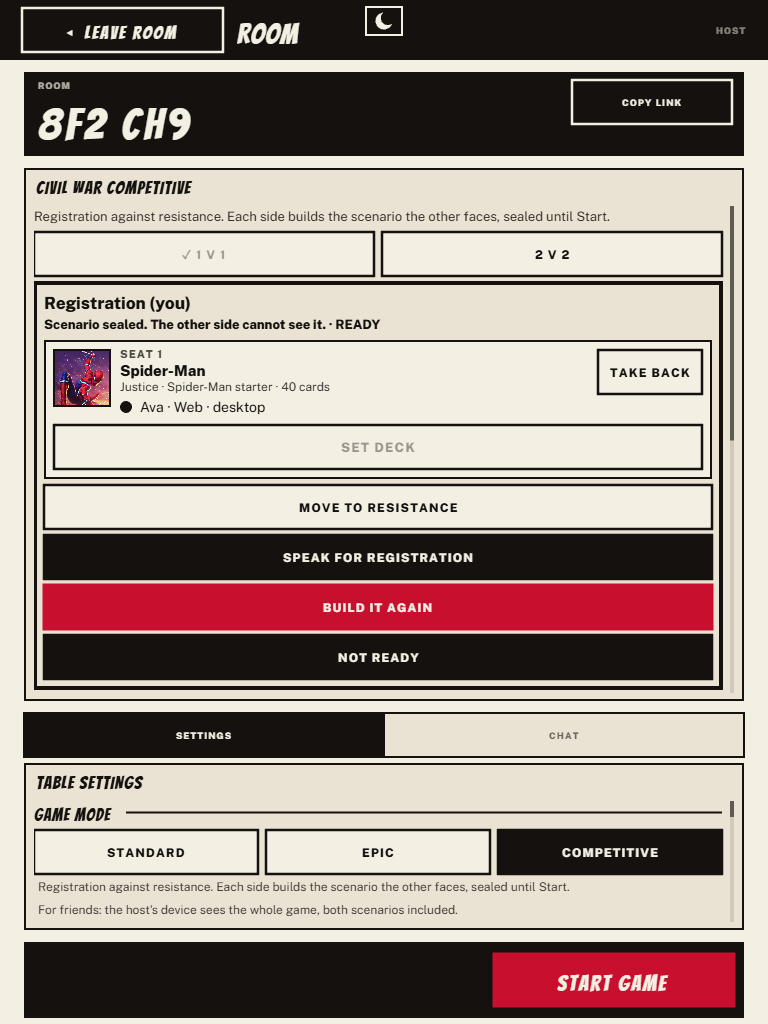 ◂ LEAVE ROOM
ROOM
HOST
ROOM
8F2 CH9
COPY LINK
CIVIL WAR COMPETITIVE
Registration against resistance. Each side builds the scenario the other faces, sealed until Start.
✓ 1 V 1
2 V 2
Registration (you)
Scenario sealed. The other side cannot see it. · READY
SEAT 1
Spider-Man
Justice · Spider-Man starter · 40 cards
Ava · Web · desktop
TAKE BACK
SET DECK
MOVE TO RESISTANCE
SPEAK FOR REGISTRATION
BUILD IT AGAIN
NOT READY
SETTINGS
CHAT
TABLE SETTINGS
GAME MODE
STANDARD
EPIC
COMPETITIVE
Registration against resistance. Each side builds the scenario the other faces, sealed until Start.
For friends: the host's device sees the whole game, both scenarios included.
START GAME